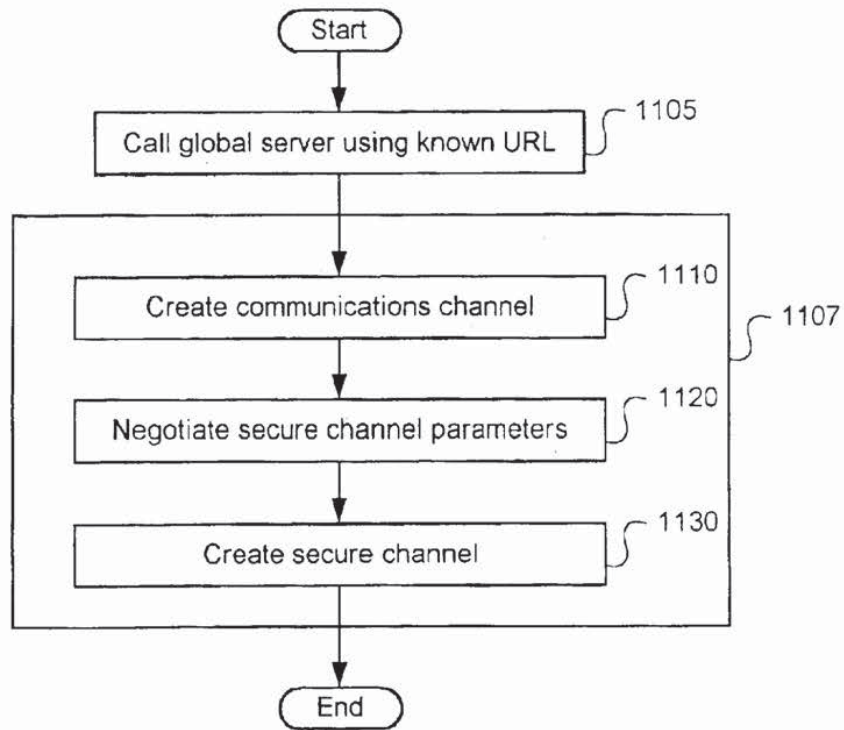 Start
Call global server using known URL
1105
Create communications channel
1110
1107
Negotiate secure channel parameters
1120
Create secure channel
1130
End